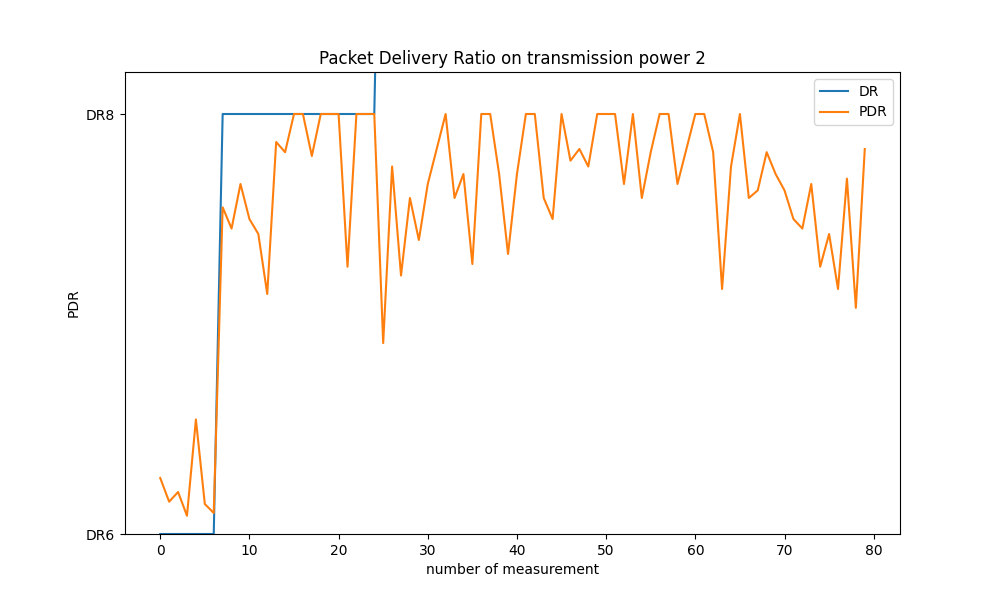 Packet Delivery Ratio on transmission power 2
DR
PDR
DR8
DR6
PDR
0 10 20 30 40 50 60 70 80
number of measurement